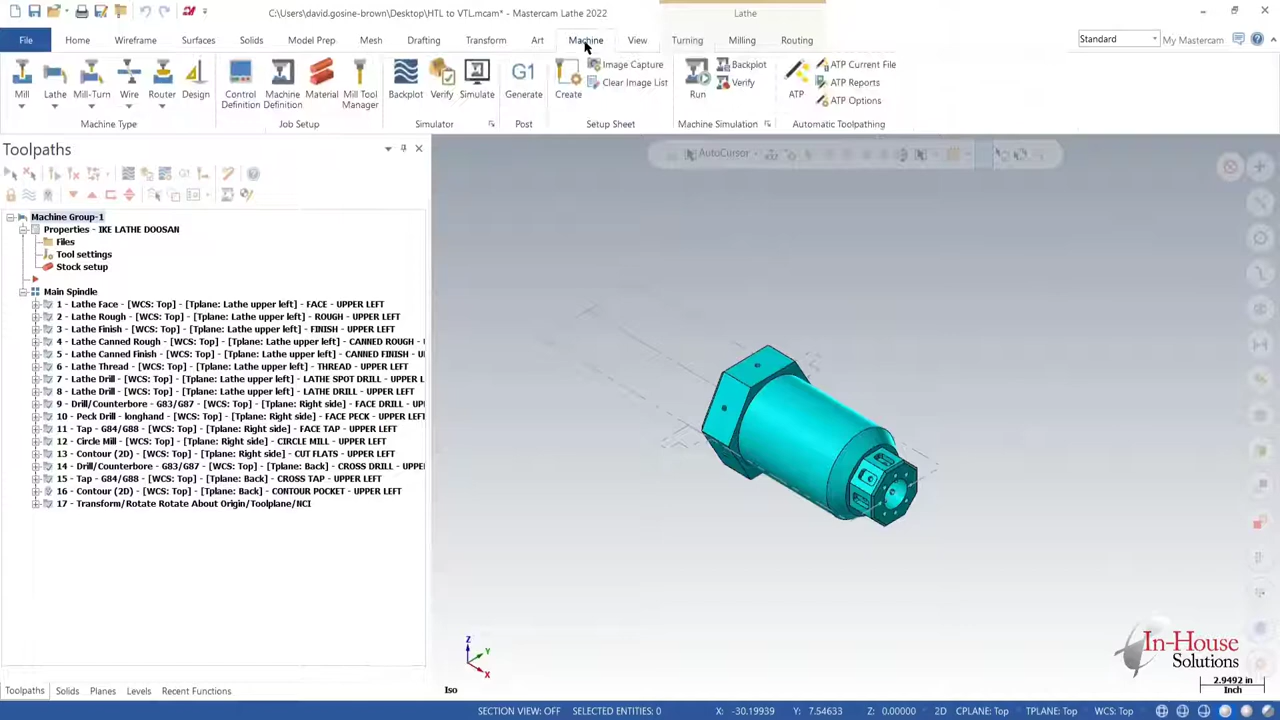 C:\Users\david.gosine-brown\Desktop\HTL to VTL.mcam* - Mastercam Lathe 2022
Lathe
File Home Wireframe Surfaces Solids Model Prep Mesh Drafting Transform Art Machine View Turning Milling Routing
Standard My Mastercam
Mill Lathe Mill-Turn Wire Router Design
Machine Type
Control Definition Machine Definition Material Mill Tool Manager
Job Setup
Backplot Verify Simulate
Simulator
G1
Generate
Post
Create Image Capture Clear Image List
Setup Sheet
Run Backplot Verify
Machine Simulation
ATP ATP Current File ATP Reports ATP Options
Automatic Toolpathing
Toolpaths
AutoCursor
G1
Machine Group-1
Properties - IKE LATHE DOOSAN
Files
Tool settings
Stock setup
Main Spindle
1 - Lathe Face - [WCS: Top] - [Tplane: Lathe upper left] - FACE - UPPER LEFT
2 - Lathe Rough - [WCS: Top] - [Tplane: Lathe upper left] - ROUGH - UPPER LEFT
3 - Lathe Finish - [WCS: Top] - [Tplane: Lathe upper left] - FINISH - UPPER LEFT
4 - Lathe Canned Rough - [WCS: Top] - [Tplane: Lathe upper left] - CANNED ROUGH -
5 - Lathe Canned Finish - [WCS: Top] - [Tplane: Lathe upper left] - CANNED FINISH - U
6 - Lathe Thread - [WCS: Top] - [Tplane: Lathe upper left] - THREAD - UPPER LEFT
7 - Lathe Drill - [WCS: Top] - [Tplane: Lathe upper left] - LATHE SPOT DRILL - UPPER L
8 - Lathe Drill - [WCS: Top] - [Tplane: Lathe upper left] - LATHE DRILL - UPPER LEFT
9 - Drill/Counterbore - G83/G87 - [WCS: Top] - [Tplane: Right side] - FACE DRILL - UPP
10 - Peck Drill - longhand - [WCS: Top] - [Tplane: Right side] - FACE PECK - UPPER LEFT
11 - Tap - G84/G88 - [WCS: Top] - [Tplane: Right side] - FACE TAP - UPPER LEFT
12 - Circle Mill - [WCS: Top] - [Tplane: Right side] - CIRCLE MILL - UPPER LEFT
13 - Contour (2D) - [WCS: Top] - [Tplane: Right side] - CUT FLATS - UPPER LEFT
14 - Drill/Counterbore - G83/G87 - [WCS: Top] - [Tplane: Back] - CROSS DRILL - UPPE
15 - Tap - G84/G88 - [WCS: Top] - [Tplane: Back] - CROSS TAP - UPPER LEFT
16 - Contour (2D) - [WCS: Top] - [Tplane: Back] - CONTOUR POCKET - UPPER LEFT
17 - Transform/Rotate Rotate About Origin/Toolplane/NCI
Z
Y
X
Iso
In-House
Solutions
2.9492 in
Inch
Toolpaths Solids Planes Levels Recent Functions
SECTION VIEW: OFF SELECTED ENTITIES: 0 X: -30.19939 Y: 7.54633 Z: 0.00000 2D CPLANE: Top TPLANE: Top WCS: Top